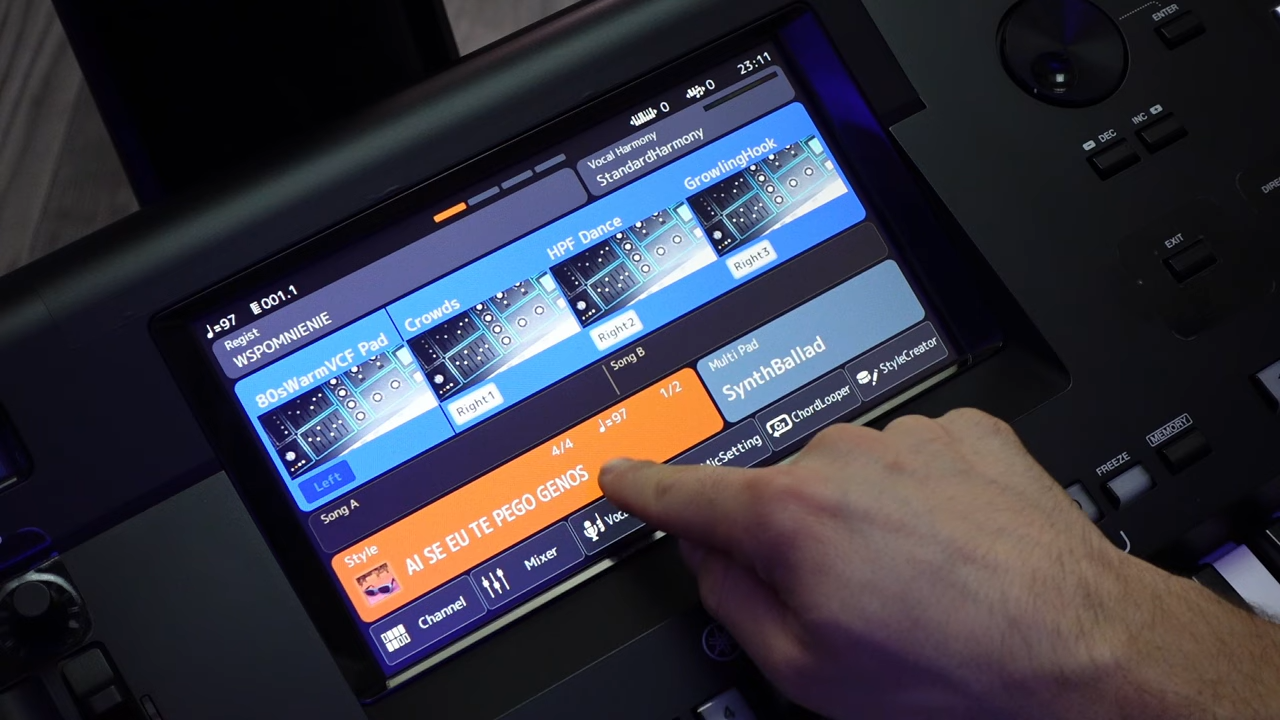 23:11
0
0
♩=97
001.1
Regist
WSPOMNIENIE
Vocal Harmony
StandardHarmony
80sWarmVCF Pad
Crowds
HPF Dance
GrowlingHook
Left
Right1
Right2
Right3
Song A
Song B
Style
4/4
♩=97
1/2
AI SE EU TE PEGO GENOS
Multi Pad
SynthBallad
Channel
Mixer
MicSetting
ChordLooper
StyleCreator
ENTER
DEC
INC
EXIT
MEMORY
FREEZE
4